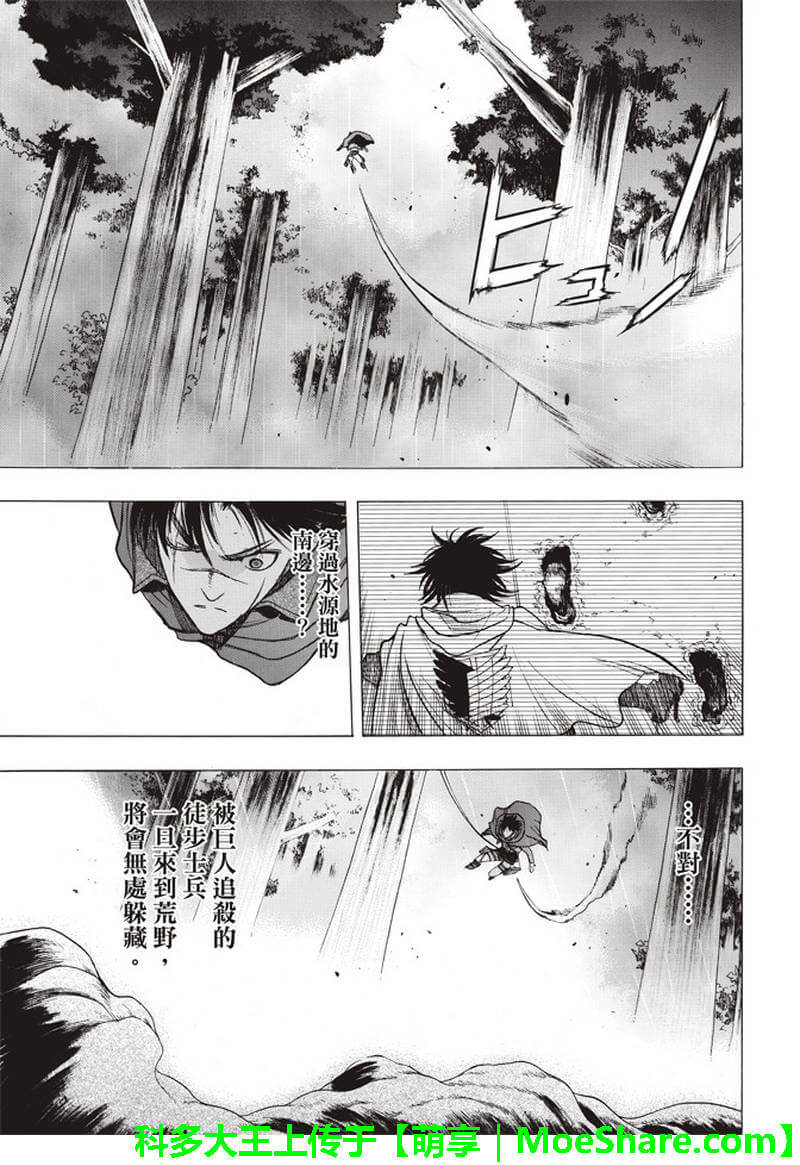 ヒュン
穿過水源地的
南邊……？
…不對……
被巨人追殺的
徒步士兵
一旦來到荒野，
將會無處躲藏。
科多大王上传于【萌享 | MoeShare.com】